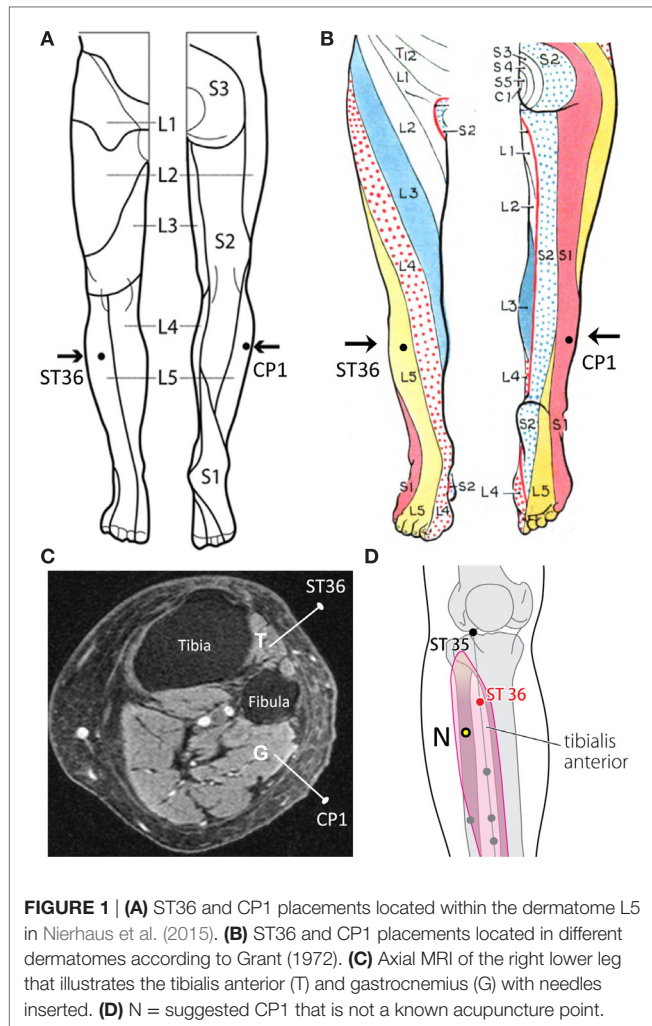 A
S3
L1
L2
L3
S2
L4
ST36
CP1
L5
S1
B
T12
L1
L2
S2
L3
L4
ST36
L5
S1
L5
L4
S2
S3
S4
S5
C1
S2
L1
L2
S2
S1
L3
CP1
L4
S2
S1
L4
L5
C
ST36
Tibia
T
Fibula
G
CP1
D
ST 35
ST 36
N
tibialis
anterior
FIGURE 1 | (A) ST36 and CP1 placements located within the dermatome L5
in Nierhaus et al. (2015). (B) ST36 and CP1 placements located in different
dermatomes according to Grant (1972). (C) Axial MRI of the right lower leg
that illustrates the tibialis anterior (T) and gastrocnemius (G) with needles
inserted. (D) N = suggested CP1 that is not a known acupuncture point.